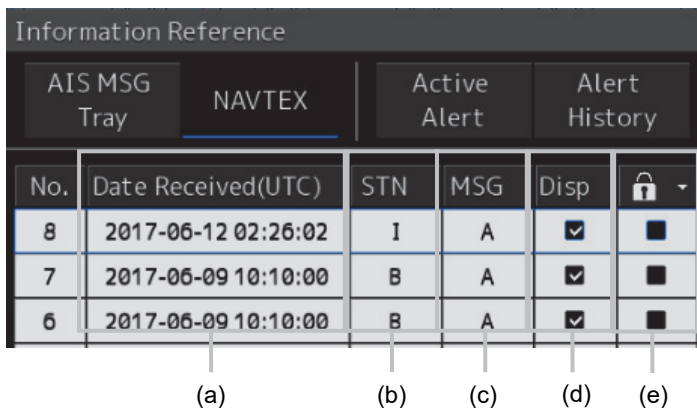 Information Reference
AIS MSG Tray NAVTEX Active Alert Alert History
No. Date Received(UTC) STN MSG Disp
8 2017-06-12 02:26:02 I A
7 2017-06-09 10:10:00 B A
6 2017-06-09 10:10:00 B A
(a) (b) (c) (d) (e)